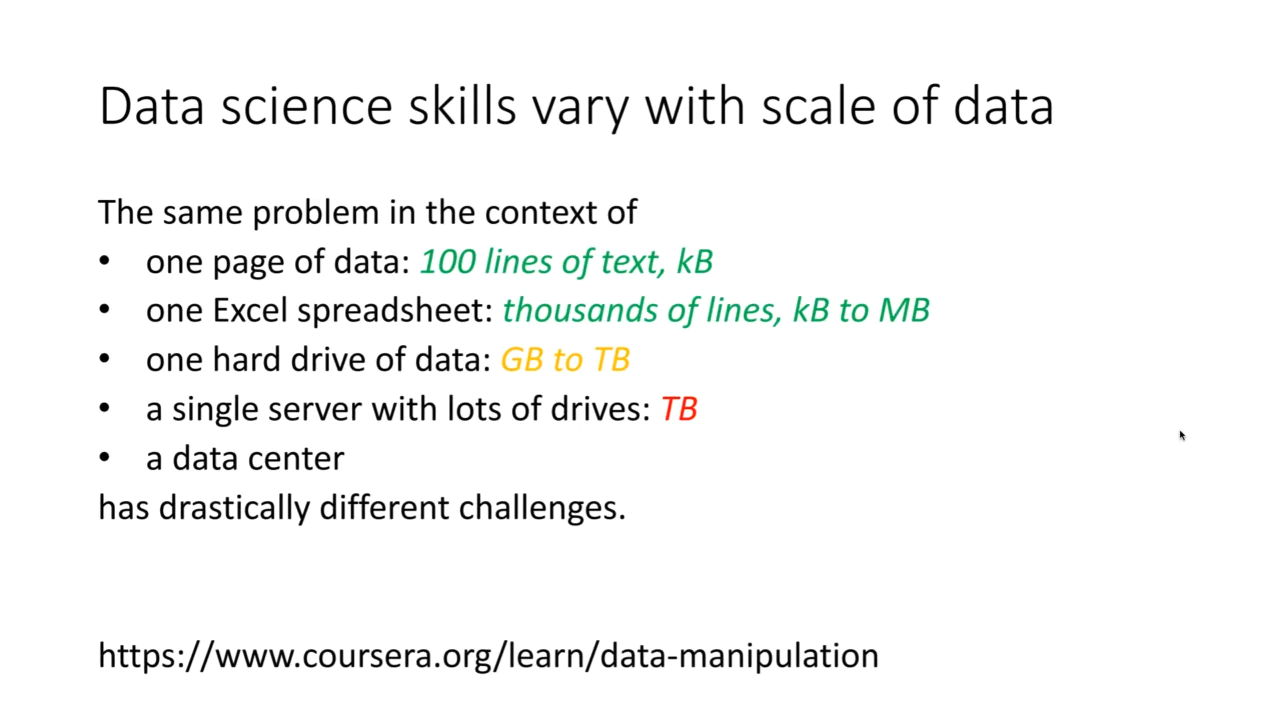 Data science skills vary with scale of data
The same problem in the context of
• one page of data: 100 lines of text, kB
• one Excel spreadsheet: thousands of lines, kB to MB
• one hard drive of data: GB to TB
• a single server with lots of drives: TB
• a data center
has drastically different challenges.
https://www.coursera.org/learn/data-manipulation